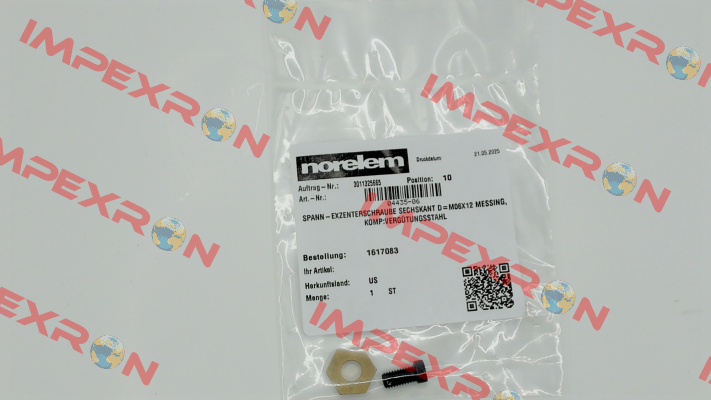 norelem
Druckdatum 21.05.2025
Auftrag-Nr.: 3011225685 Position: 10
Art.-Nr.:
04435-06
SPANN-EXZENTERSCHRAUBE SECHSKANT D=M06X12 MESSING,
KOMP:VERGÜTUNGSSTAHL
Bestellung: 1617083
Ihr Artikel:
Herkunftsland: US
Menge: 1 ST
IMPEXRON
IMPEXRON
IMPEXRON
IMPEXRON
IMPEXRON
IMPEXRON
IMPEXRON
IMPEXRON